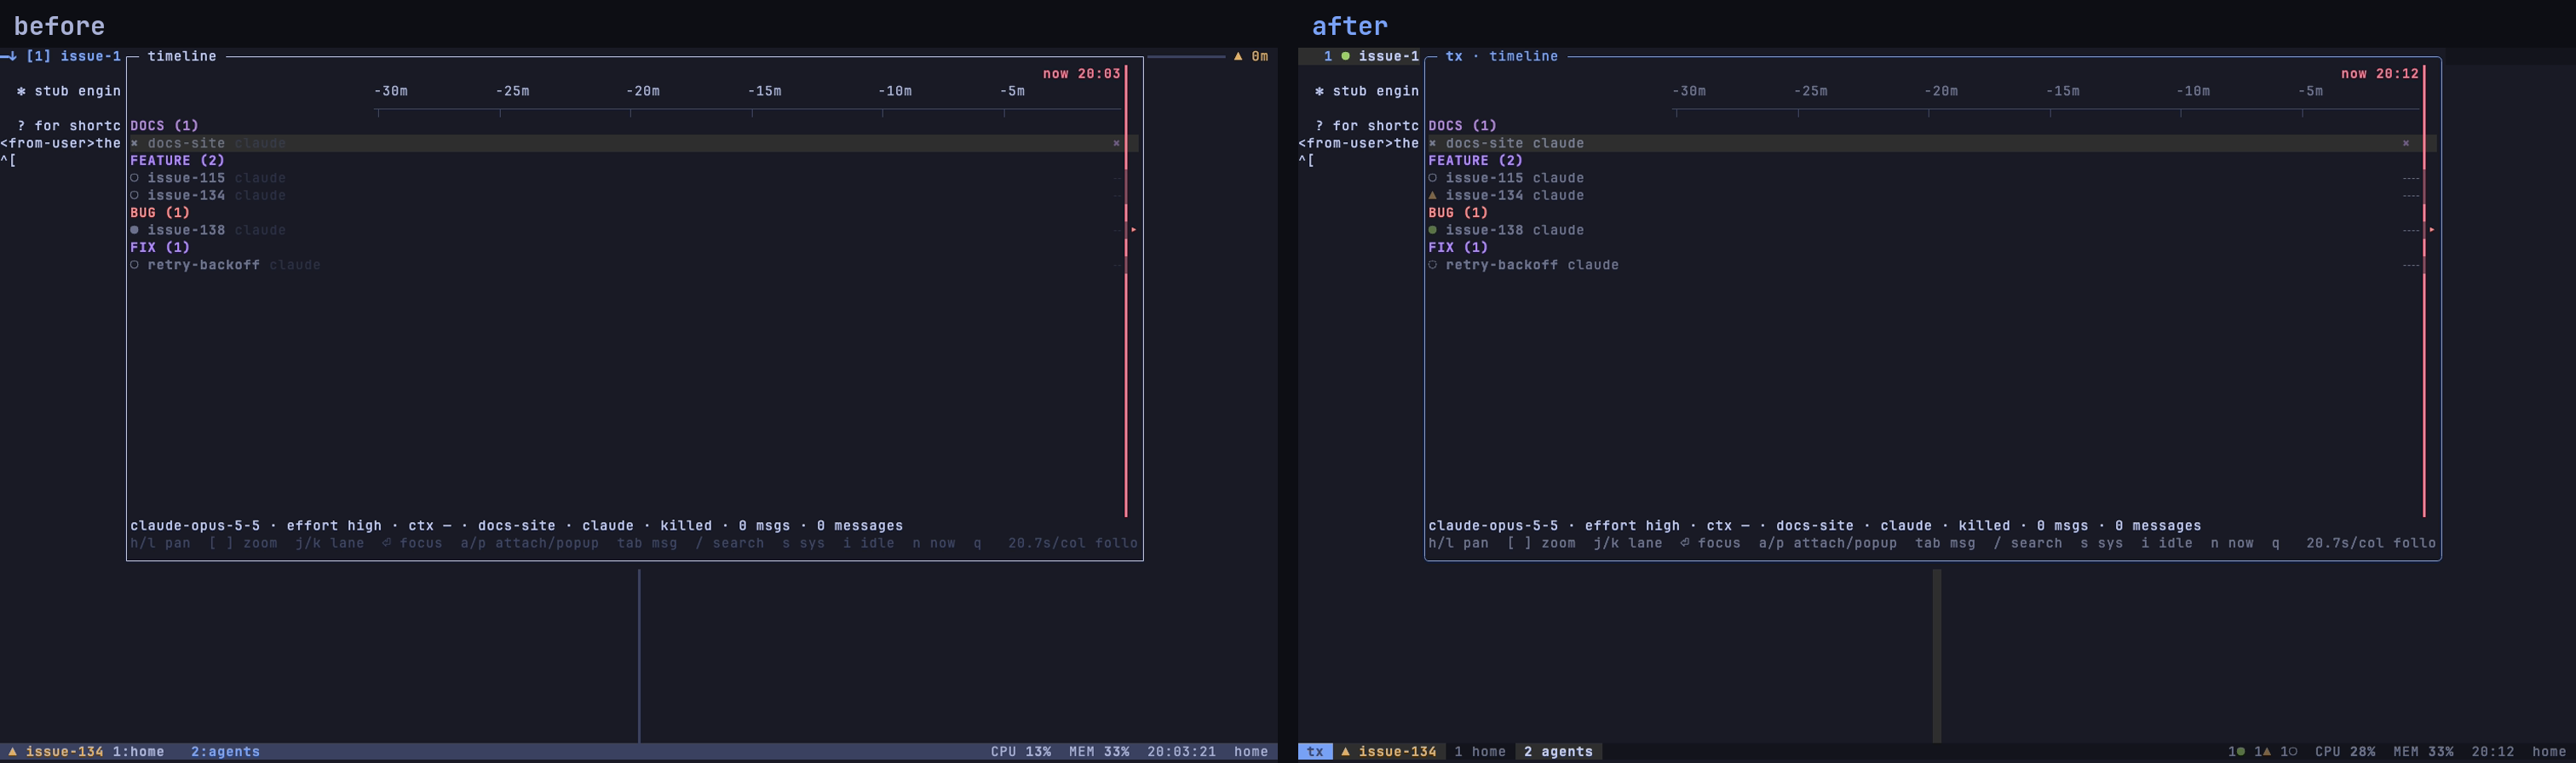 before
↓ [1] issue-1 timeline ▲ 0m
now 20:03
✻ stub engin -30m -25m -20m -15m -10m -5m
? for shortc DOCS (1)
<from-user>the ✖ docs-site claude ✖
^[ FEATURE (2)
○ issue-115 claude
○ issue-134 claude
BUG (1)
● issue-138 claude
FIX (1)
○ retry-backoff claude
claude-opus-5-5 · effort high · ctx — · docs-site · claude · killed · 0 msgs · 0 messages
h/l pan [ ] zoom j/k lane ⏎ focus a/p attach/popup tab msg / search s sys i idle n now q 20.7s/col follo
▲ issue-134 1:home 2:agents CPU 13% MEM 33% 20:03:21 home
after
1 ● issue-1 tx · timeline
now 20:12
✻ stub engin -30m -25m -20m -15m -10m -5m
? for shortc DOCS (1)
<from-user>the ✖ docs-site claude ✖
^[ FEATURE (2)
○ issue-115 claude
▲ issue-134 claude
BUG (1)
● issue-138 claude
FIX (1)
○ retry-backoff claude
claude-opus-5-5 · effort high · ctx — · docs-site · claude · killed · 0 msgs · 0 messages
h/l pan [ ] zoom j/k lane ⏎ focus a/p attach/popup tab msg / search s sys i idle n now q 20.7s/col follo
tx ▲ issue-134 1 home 2 agents 1● 1▲ 1○ CPU 28% MEM 33% 20:12 home